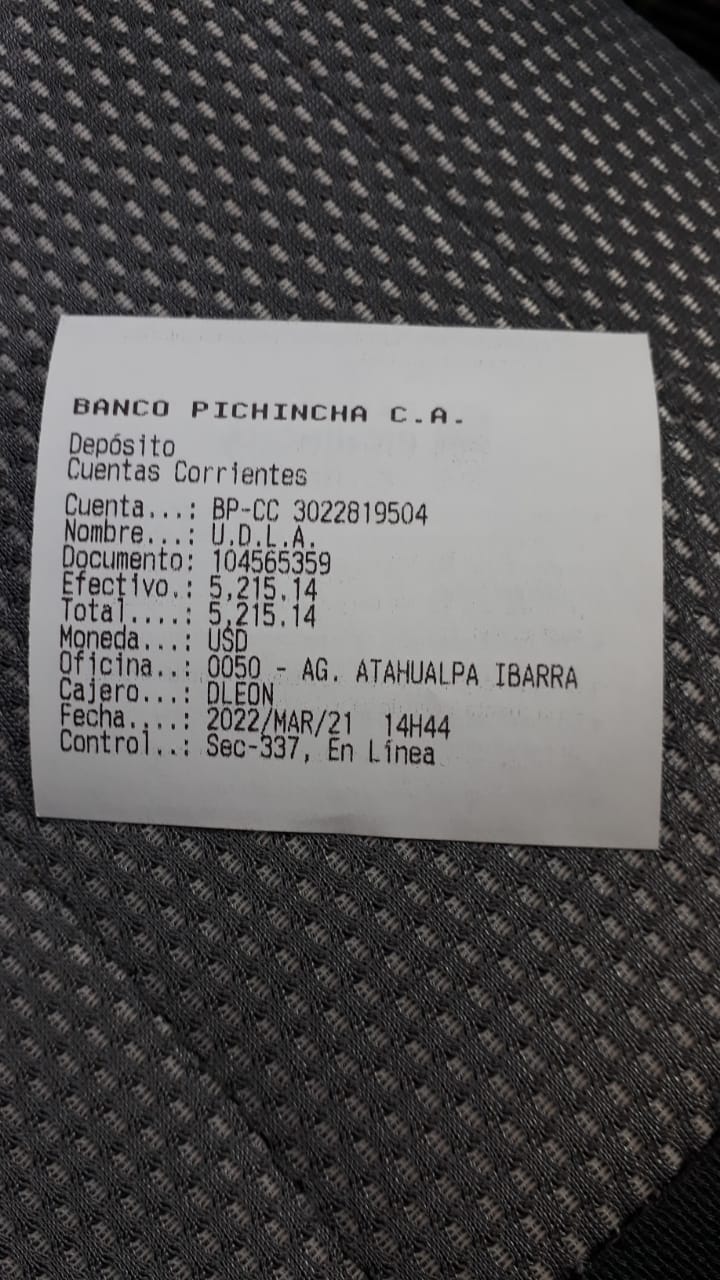 BANCO PICHINCHA C.A.
Depósito
Cuentas Corrientes
Cuenta...: BP-CC 3022819504
Nombre...: U.D.L.A.
Documento: 104565359
Efectivo.: 5,215.14
Total....: 5,215.14
Moneda...: USD
Oficina..: 0050 - AG. ATAHUALPA IBARRA
Cajero...: DLEON
Fecha....: 2022/MAR/21  14H44
Control..: Sec-337, En Línea